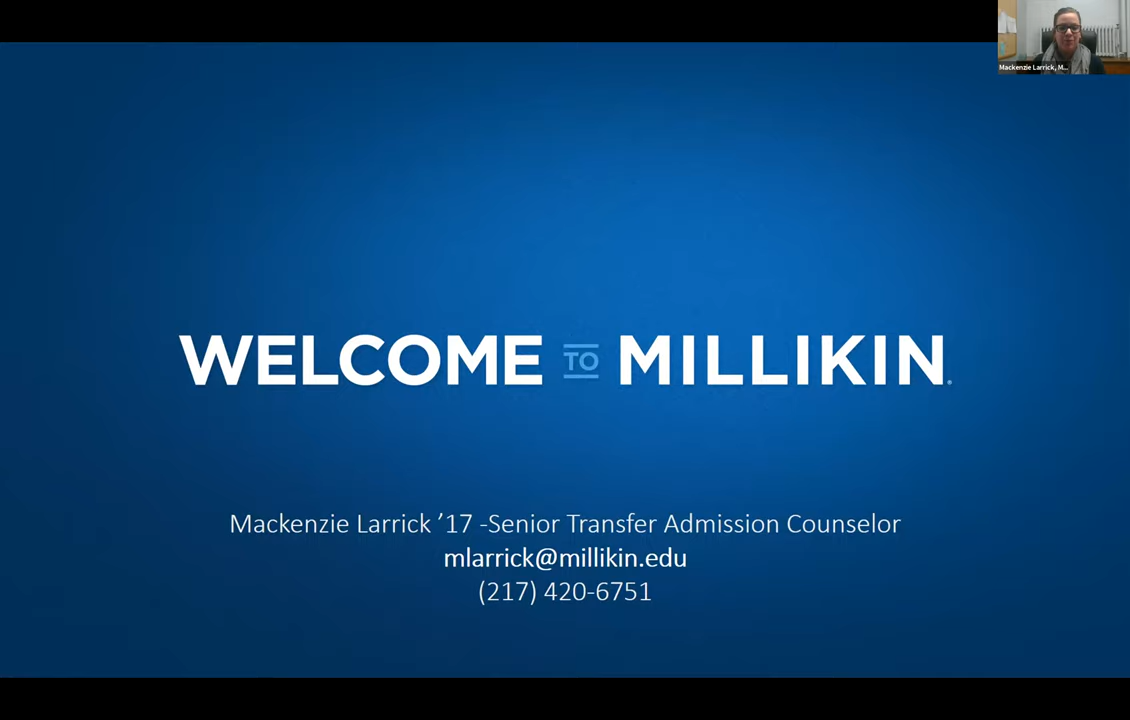 Mackenzie Larrick, M...
WELCOME TO MILLIKIN.
Mackenzie Larrick ’17 -Senior Transfer Admission Counselor
mlarrick@millikin.edu
(217) 420-6751